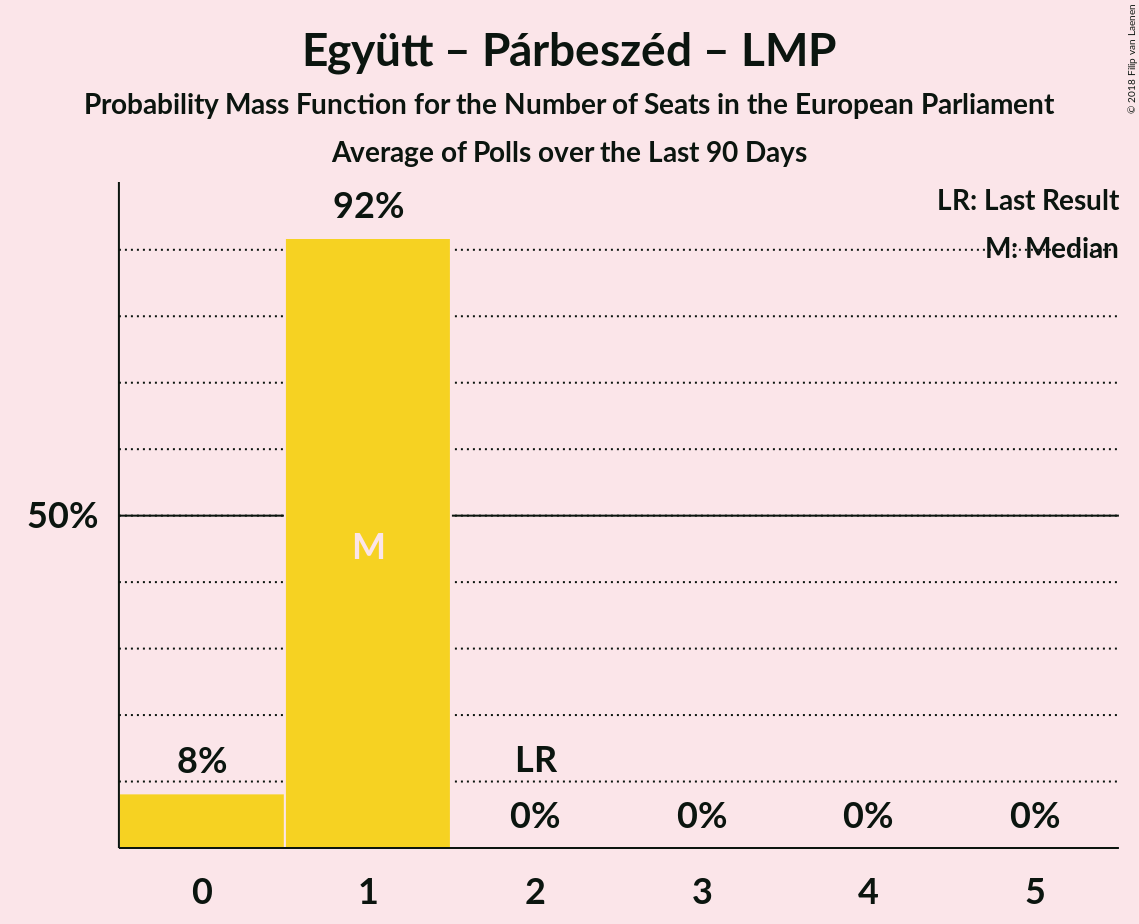 Együtt – Párbeszéd – LMP
Probability Mass Function for the Number of Seats in the European Parliament
Average of Polls over the Last 90 Days
© 2018 Filip van Laenen
LR: Last Result
M: Median
92%
50%
M
8%
LR
0% 0% 0% 0%
0 1 2 3 4 5